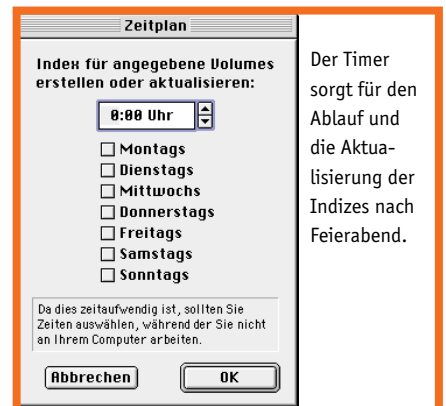 Zeitplan
Index für angegebene Volumes
erstellen oder aktualisieren:
0:00 Uhr
Montags
Dienstags
Mittwochs
Donnerstags
Freitags
Samstags
Sonntags
Da dies zeitaufwendig ist, sollten Sie
Zeiten auswählen, während der Sie nicht
an Ihrem Computer arbeiten.
Abbrechen
OK
Der Timer
sorgt für den
Ablauf und
die Aktua-
lisierung der
Indizes nach
Feierabend.